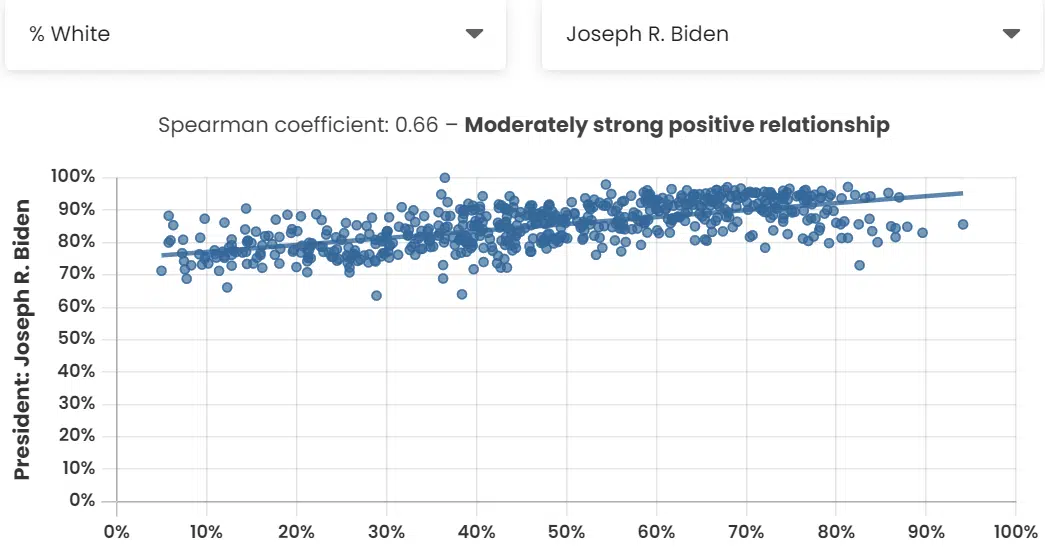 % White
Joseph R. Biden
Spearman coefficient: 0.66 – Moderately strong positive relationship
President: Joseph R. Biden
100%
90%
80%
70%
60%
50%
40%
30%
20%
10%
0%
0% 10% 20% 30% 40% 50% 60% 70% 80% 90% 100%